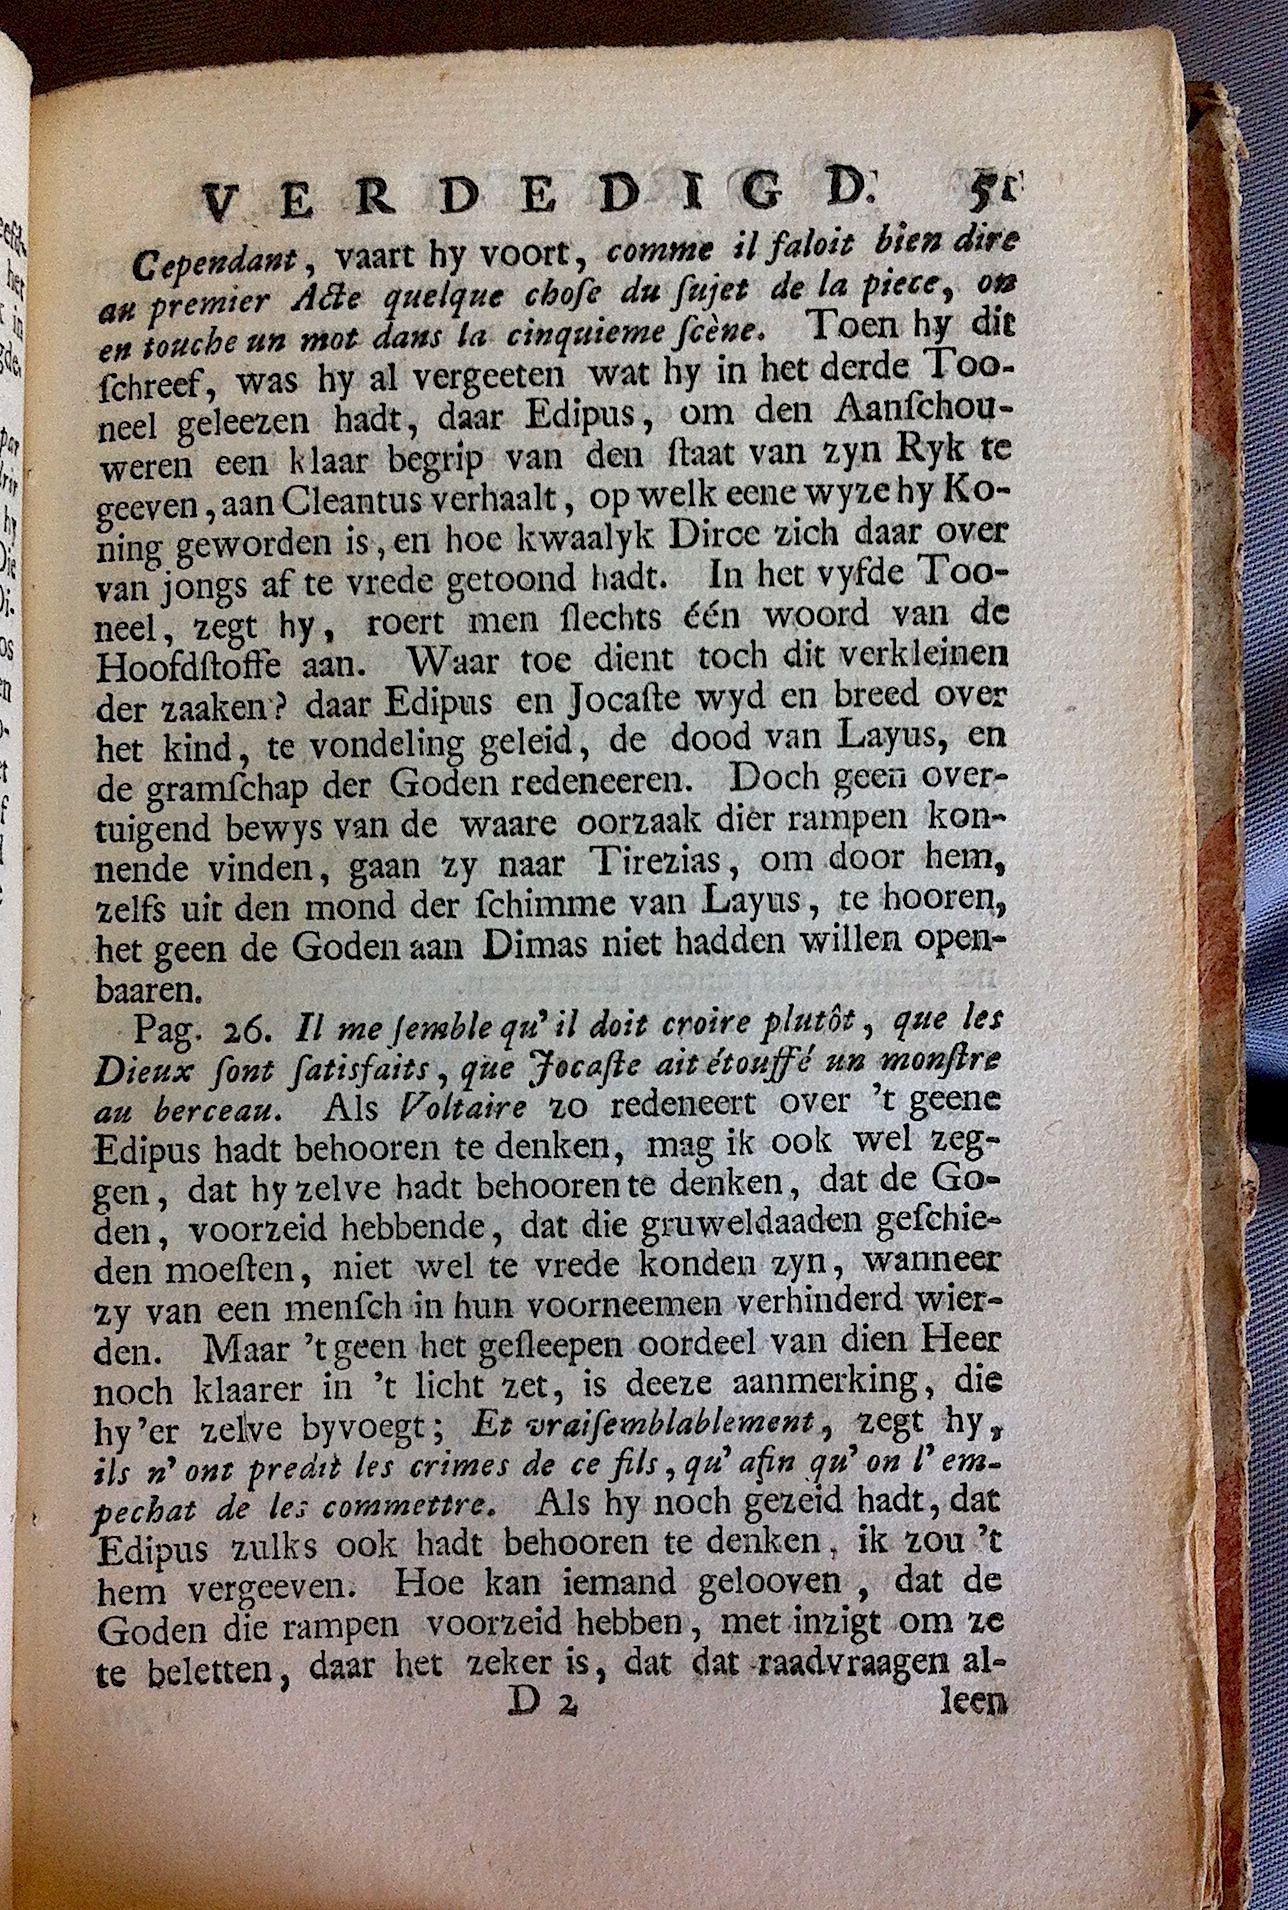 VERDEDIGD. 51
Cependant, vaart hy voort, comme il faloit bien dire
au premier Acte quelque choſe du ſujet de la piece, on
en touche un mot dans la cinquieme ſcène. Toen hy dit
ſchreef, was hy al vergeeten wat hy in het derde Too-
neel geleezen hadt, daar Edipus, om den Aanſchou-
weren een klaar begrip van den ſtaat van zyn Ryk te
geeven, aan Cleantus verhaalt, op welk eene wyze hy Ko-
ning geworden is, en hoe kwaalyk Dirce zich daar over
van jongs af te vrede getoond hadt. In het vyfde Too-
neel, zegt hy, roert men ſlechts één woord van de
Hoofdſtoffe aan. Waar toe dient toch dit verkleinen
der zaaken? daar Edipus en Jocaſte wyd en breed over
het kind, te vondeling geleid, de dood van Layus, en
de gramſchap der Goden redeneeren. Doch geen over-
tuigend bewys van de waare oorzaak dier rampen kon-
nende vinden, gaan zy naar Tirezias, om door hem,
zelfs uit den mond der ſchimme van Layus, te hooren,
het geen de Goden aan Dimas niet hadden willen open-
baaren.
Pag. 26. Il me ſemble qu' il doit croire plutôt, que les
Dieux ſont ſatisfaits, que Jocaſte ait étouffé un monſtre
au berceau. Als Voltaire zo redeneert over 't geene
Edipus hadt behooren te denken, mag ik ook wel zeg-
gen, dat hy zelve hadt behooren te denken, dat de Go-
den, voorzeid hebbende, dat die gruweldaaden geſchie-
den moeſten, niet wel te vrede konden zyn, wanneer
zy van een menſch in hun voorneemen verhinderd wier-
den. Maar 't geen het geſleepen oordeel van dien Heer
noch klaarer in 't licht zet, is deeze aanmerking, die
hy 'er zelve byvoegt; Et vraiſemblablement, zegt hy,
ils n' ont predit les crimes de ce fils, qu' afin qu' on l' em-
pechat de les commettre. Als hy noch gezeid hadt, dat
Edipus zulks ook hadt behooren te denken, ik zou 't
hem vergeeven. Hoe kan iemand gelooven, dat de
Goden die rampen voorzeid hebben, met inzigt om ze
te beletten, daar het zeker is, dat dat raadvraagen al-
D 2 leen